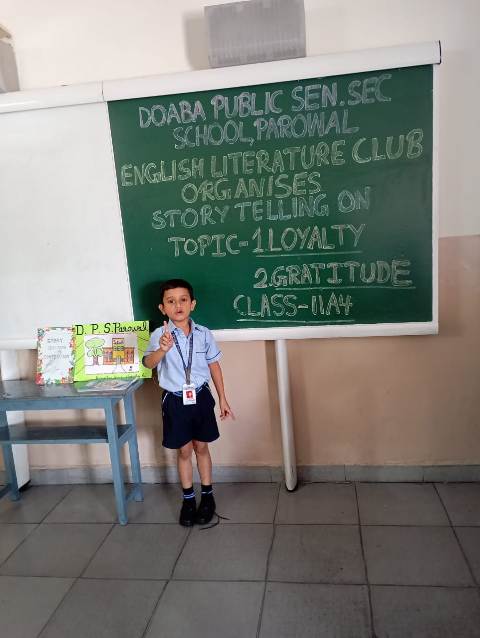 DOABA PUBLIC SEN. SEC
SCHOOL, PAROWAL
ENGLISH LITERATURE CLUB
ORGANISES
STORY TELLING ON
TOPIC- 1. LOYALTY
2. GRATITUDE
CLASS-II A4
D. P. S. Parowal
STORY